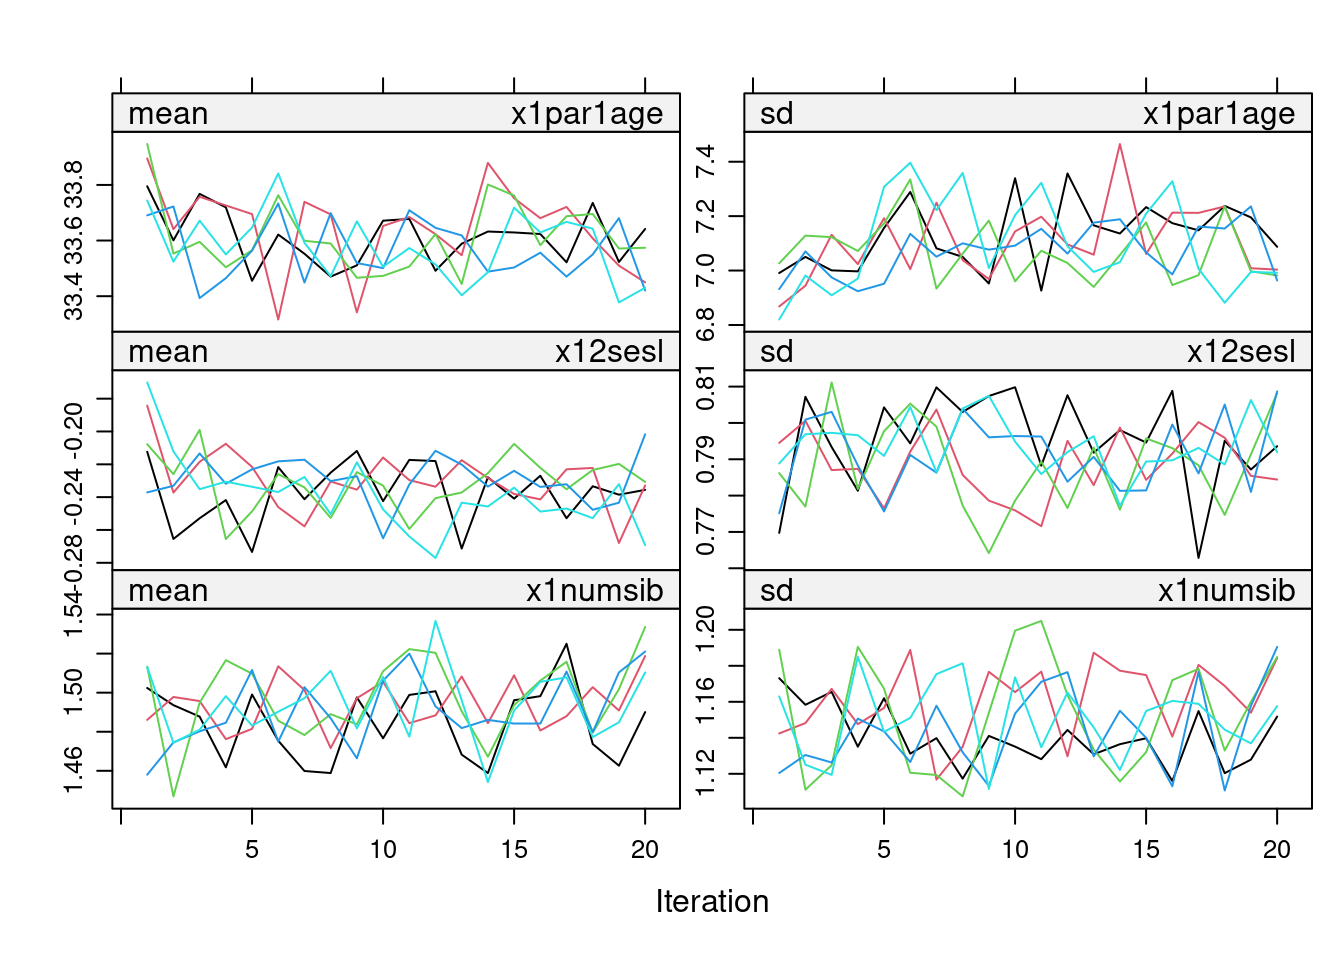 mean x1par1age
sd x1par1age
33.4 33.6 33.8
6.8 7.0 7.2 7.4
mean x12sesl
sd x12sesl
-0.28 -0.24 -0.20
0.77 0.79 0.81
mean x1numsib
sd x1numsib
1.46 1.50 1.54
1.12 1.16 1.20
5 10 15 20
5 10 15 20
Iteration